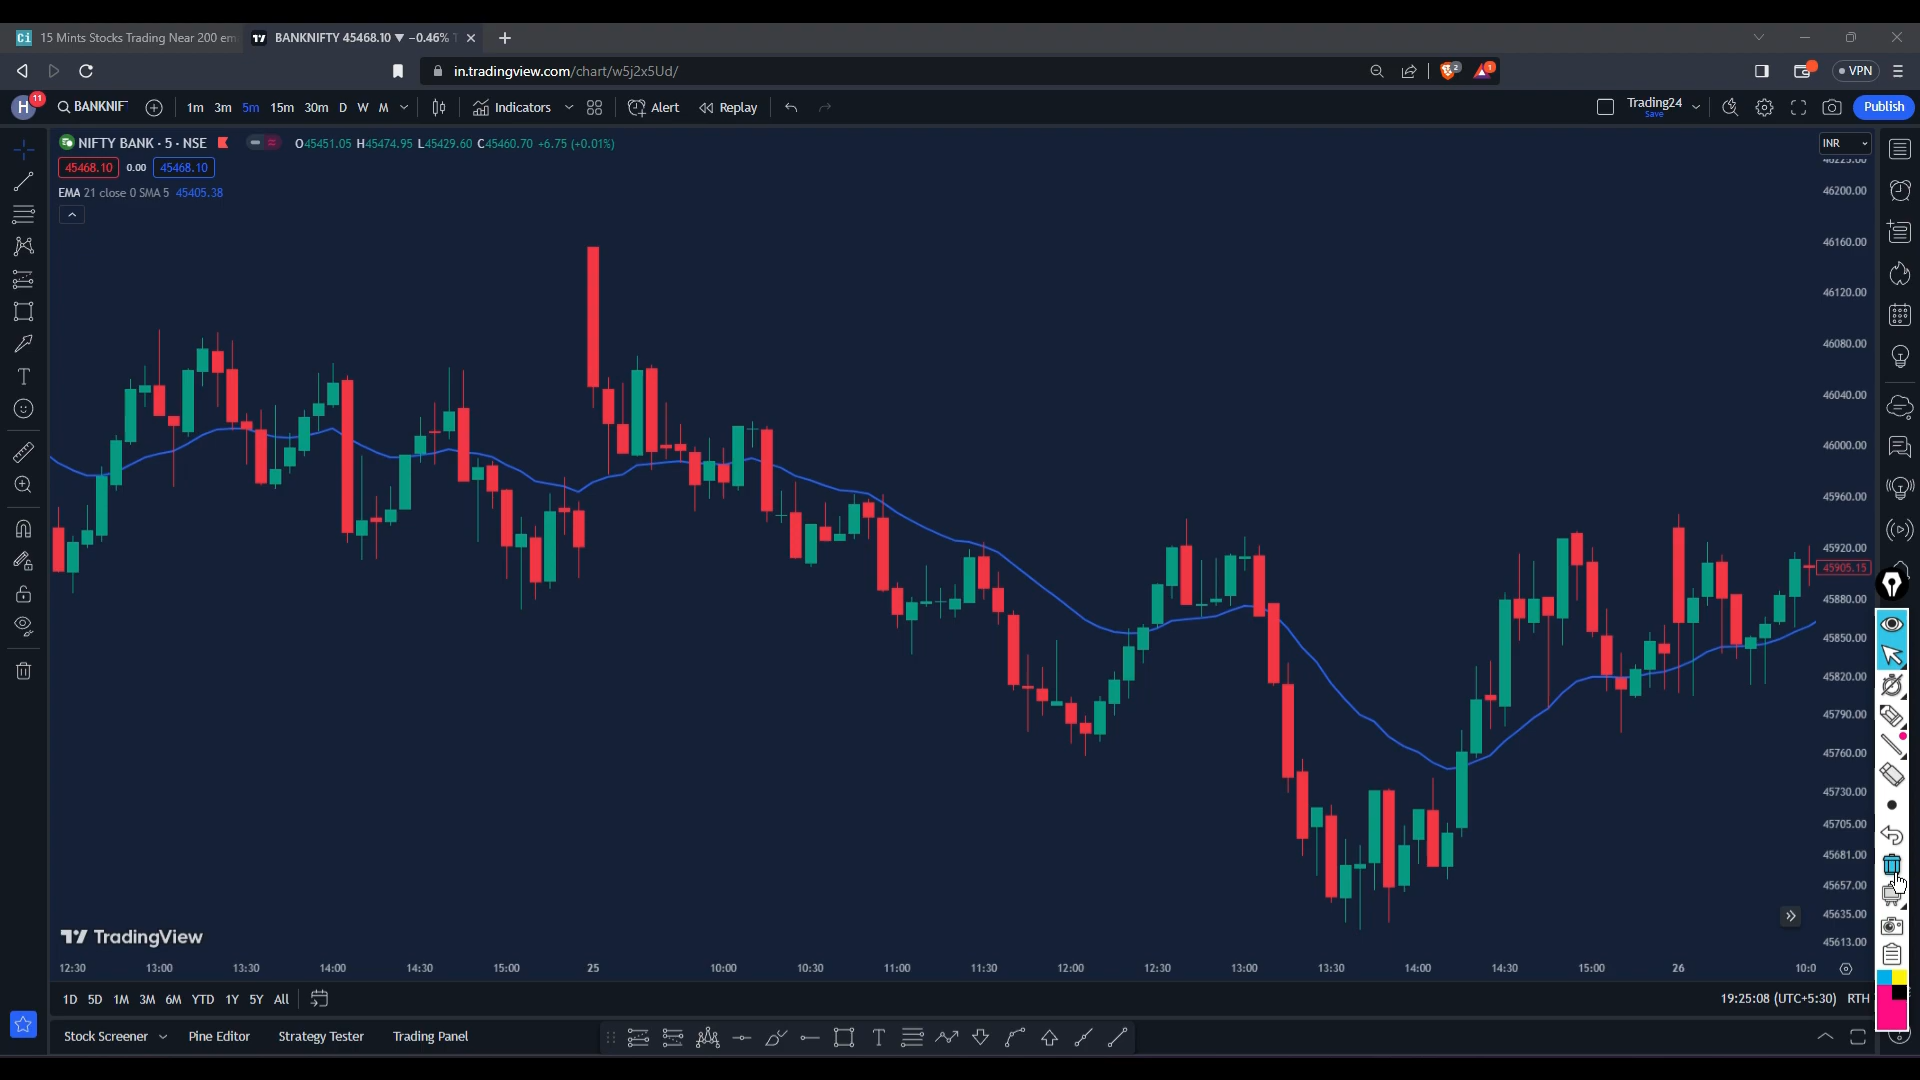 15 Mints Stocks Trading Near 200 em
BANKNIFTY 45468.10 ▼ −0.46%
in.tradingview.com/chart/w5j2x5Ud/
2
1
VPN
H
11
BANKNIF
1m 3m 5m 15m 30m D W M
Indicators
Alert
Replay
Trading24
Save
Publish
NIFTY BANK · 5 · NSE
O45451.05 H45474.95 L45429.60 C45460.70 +6.75 (+0.01%)
INR
45468.10 0.00 45468.10
EMA 21 close 0 SMA 5 45405.38
46225.00
46200.00
46160.00
46120.00
46080.00
46040.00
46000.00
45960.00
45920.00
45905.15
45880.00
45850.00
45820.00
45790.00
45760.00
45730.00
45705.00
45681.00
45657.00
45635.00
45613.00
TradingView
12:30 13:00 13:30 14:00 14:30 15:00 25 10:00 10:30 11:00 11:30 12:00 12:30 13:00 13:30 14:00 14:30 15:00 26 10:0
1D 5D 1M 3M 6M YTD 1Y 5Y All
19:25:08 (UTC+5:30) RTH
Stock Screener
Pine Editor
Strategy Tester
Trading Panel